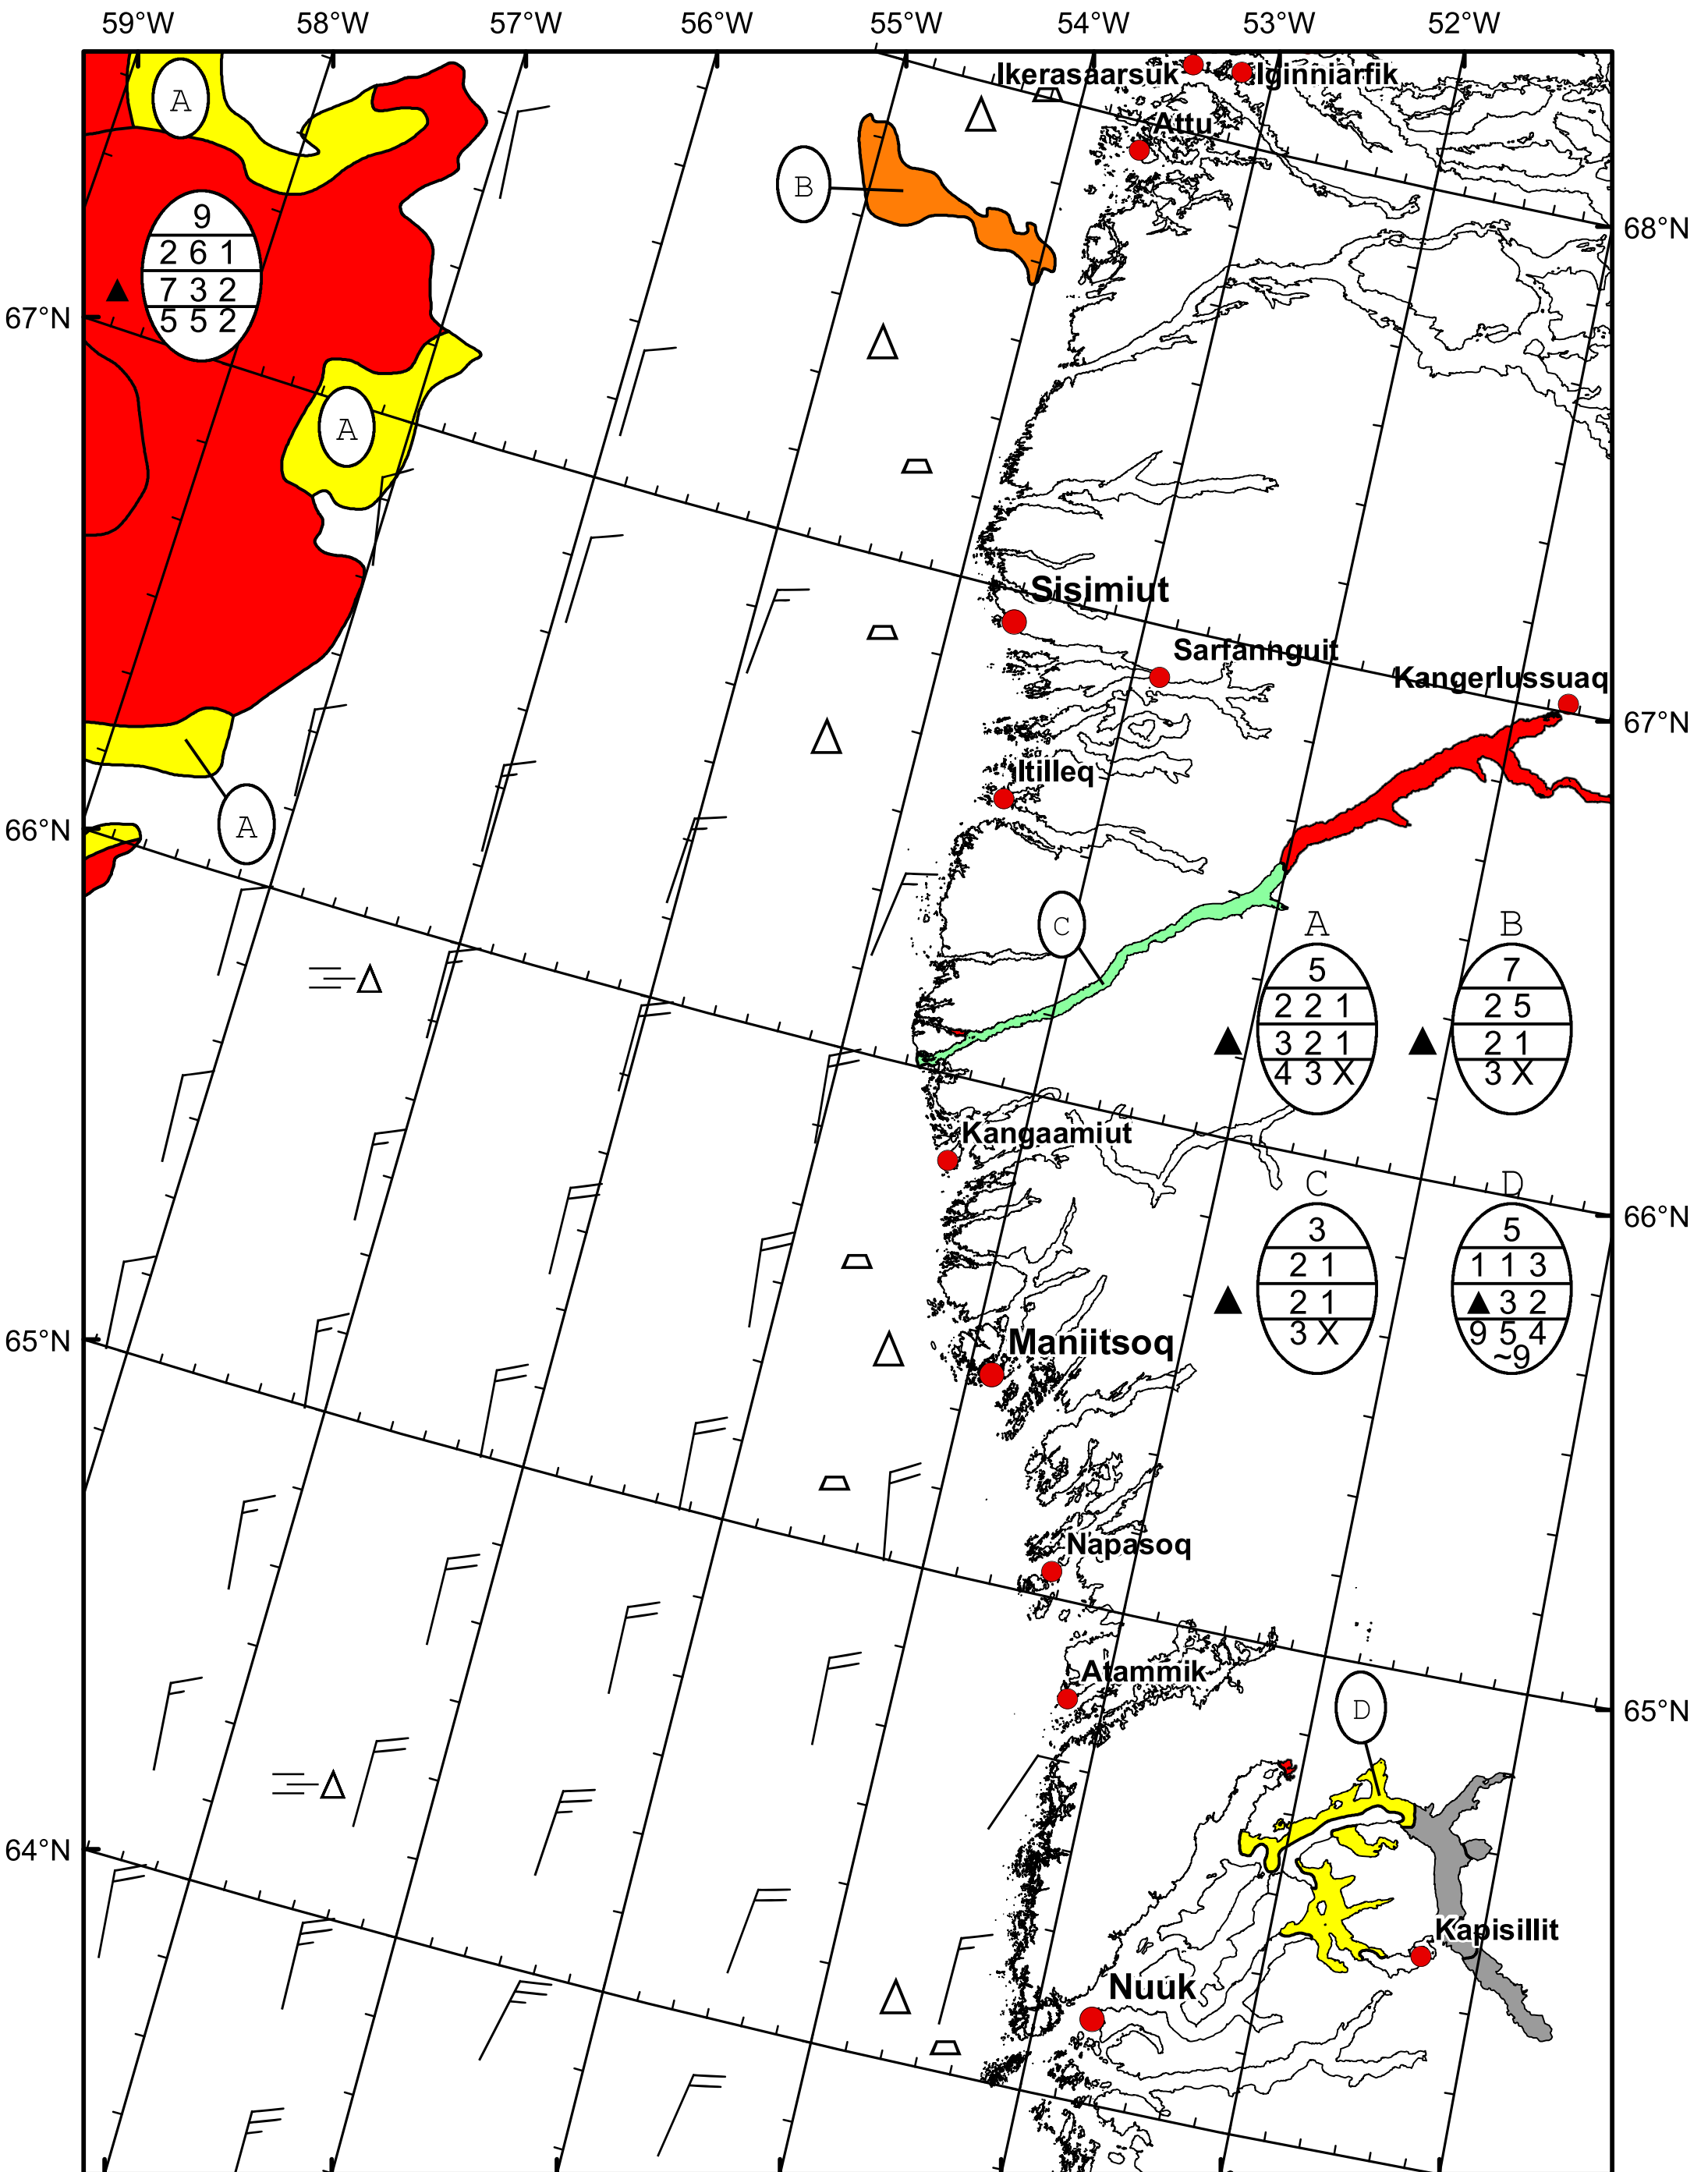 59°W 58°W 57°W 56°W 55°W 54°W 53°W 52°W
Ikerasaarsuk
Iginniarfik
A
Attu
B
9
2 6 1
7 3 2
5 5 2
68°N
67°N
A
Sisimiut
Sarfannguit
Kangerlussuaq
67°N
Itilleq
A
66°N
C
A
5
2 2 1
3 2 1
4 3 X
B
7
2 5
2 1
3 X
Kangaamiut
C
3
2 1
2 1
3 X
D
5
1 1 3
▲ 3 2
9 5 4
~9
66°N
65°N
Maniitsoq
Napasoq
Atammik
D
65°N
64°N
Kapisillit
Nuuk